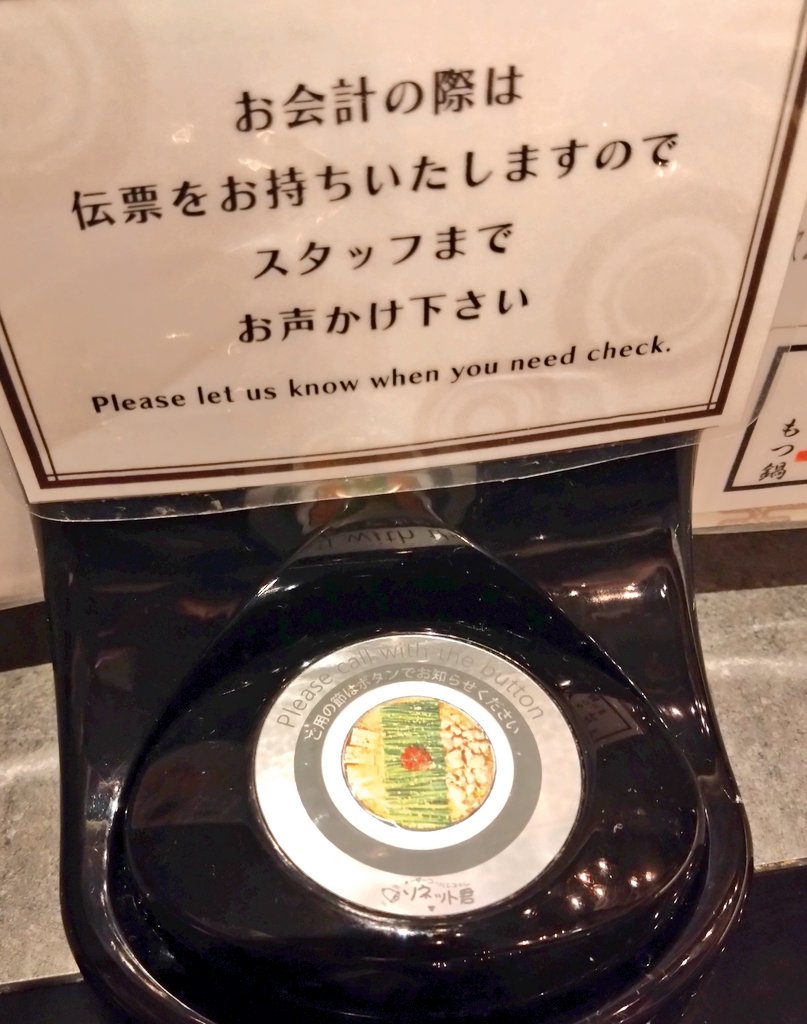 お会計の際は
伝票をお持ちいたしますので
スタッフまで
お声かけ下さい
Please let us know when you need check.
もつ鍋
Please call with the button
ご用の節はボタンでお知らせください
ソネット君